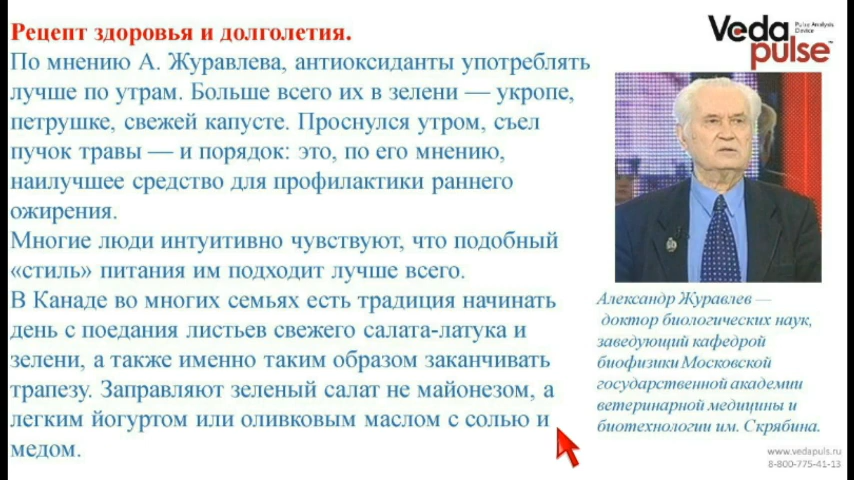 Рецепт здоровья и долголетия.
По мнению А. Журавлева, антиоксиданты употреблять
лучше по утрам. Больше всего их в зелени — укропе,
петрушке, свежей капусте. Проснулся утром, съел
пучок травы — и порядок: это, по его мнению,
наилучшее средство для профилактики раннего
ожирения.
Многие люди интуитивно чувствуют, что подобный
«стиль» питания им подходит лучше всего.
В Канаде во многих семьях есть традиция начинать
день с поедания листьев свежего салата-латука и
зелени, а также именно таким образом заканчивать
трапезу. Заправляют зеленый салат не майонезом, а
легким йогуртом или оливковым маслом с солью и
медом.
Veda Pulse Analysis
Device
pulse™
Александр Журавлев —
доктор биологических наук,
заведующий кафедрой
биофизики Московской
государственной академии
ветеринарной медицины и
биотехнологии им. Скрябина.
www.vedapuls.ru
8-800-775-41-13